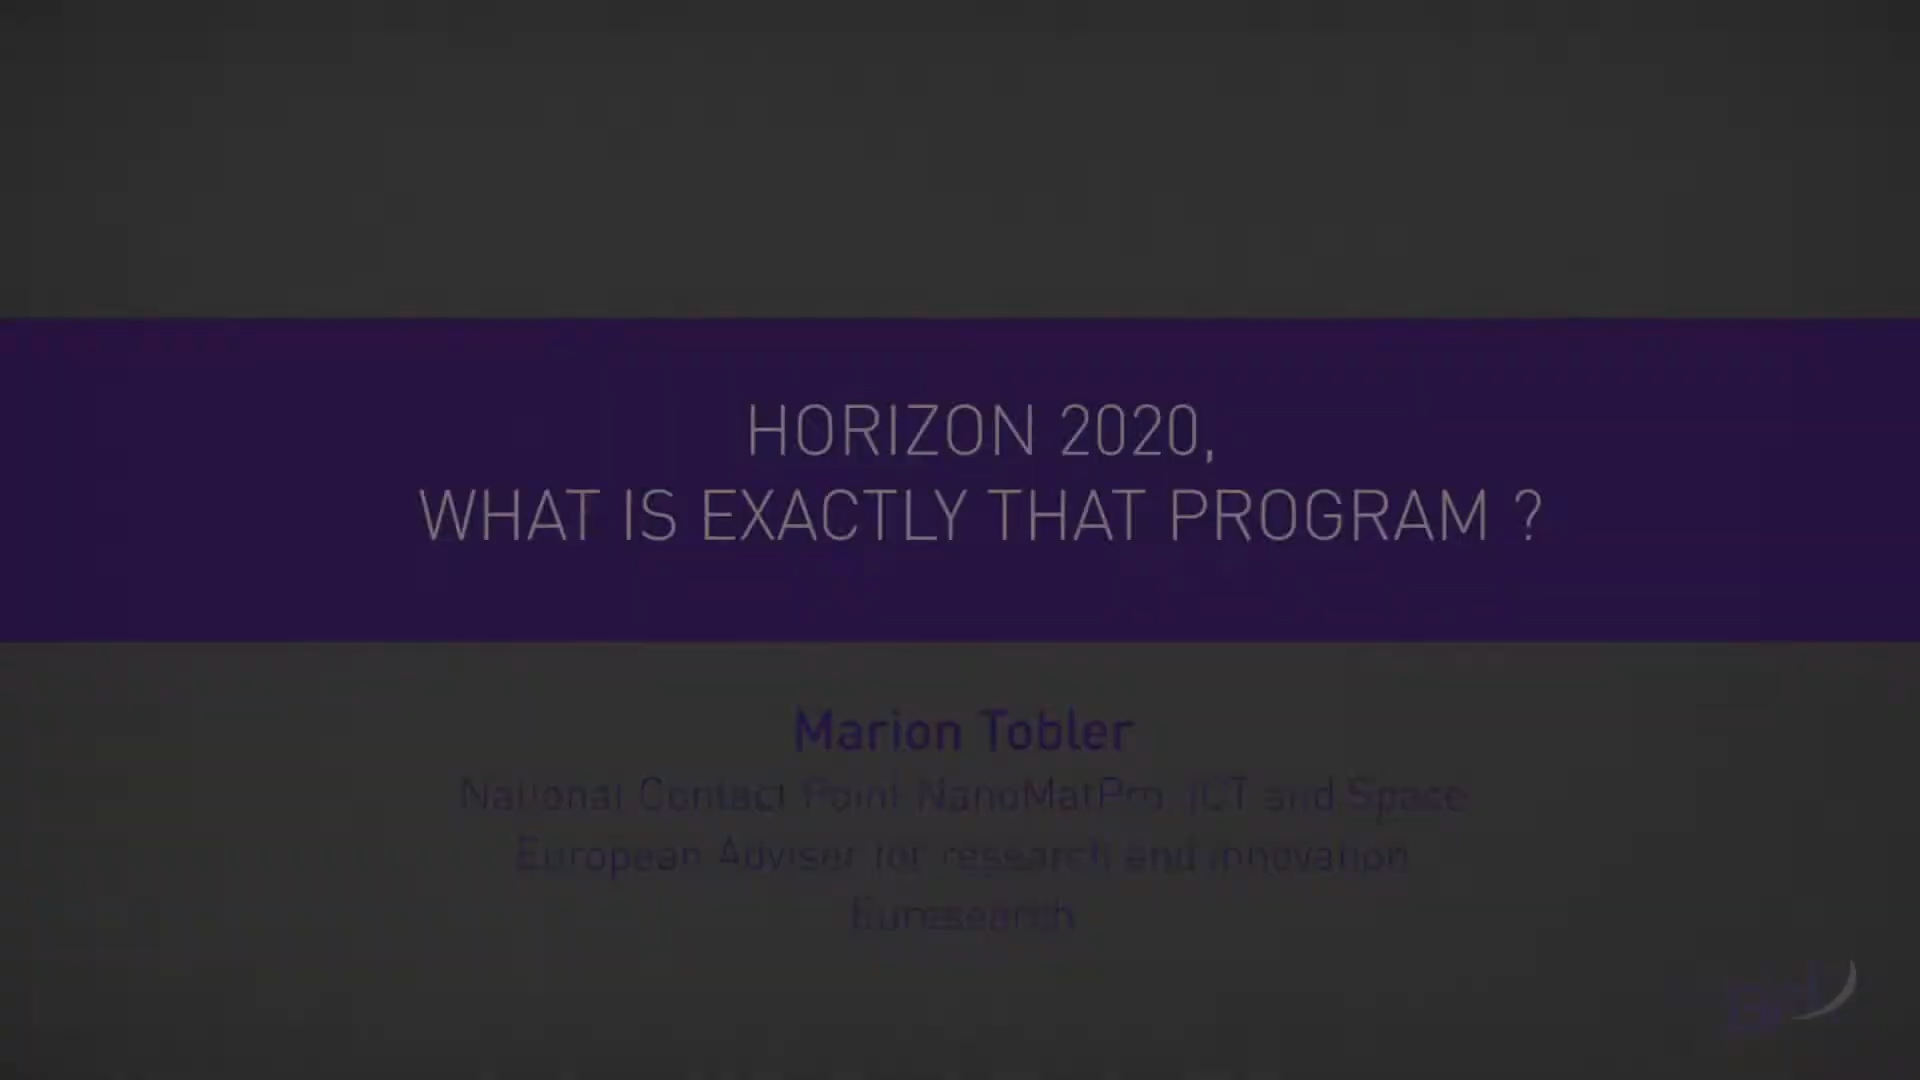 HORIZON 2020,
WHAT IS EXACTLY THAT PROGRAM ?
Marion Tobler
National Contact Point NanoMatPro, ICT and Space
European Adviser for research and innovation
Euresearch